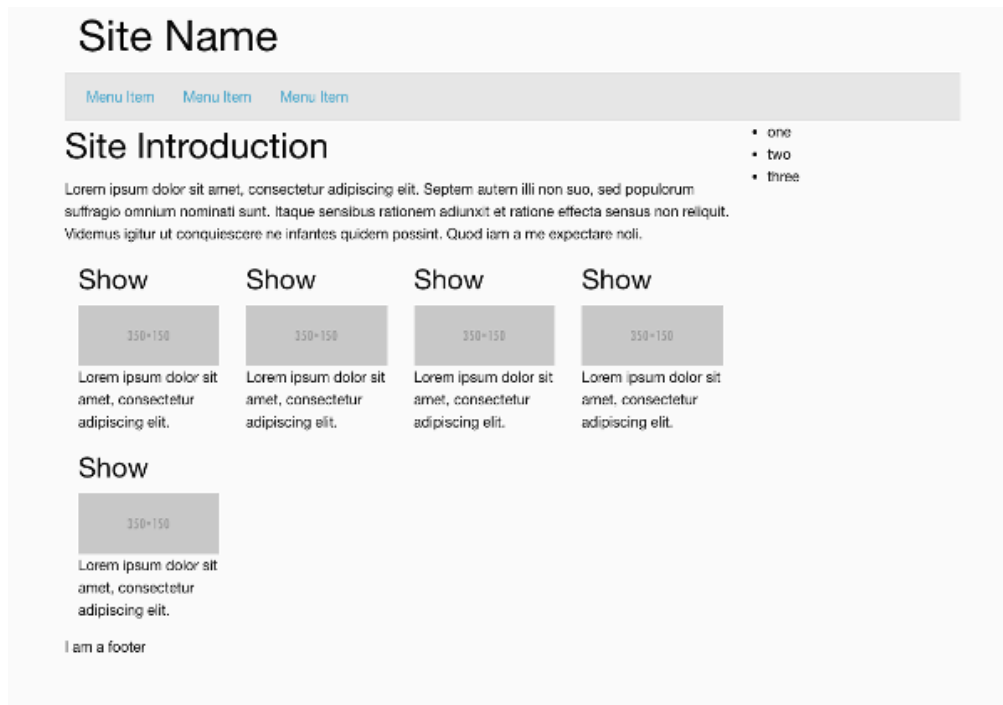 Site Name
Menu Item Menu Item Menu Item
Site Introduction
Lorem ipsum dolor sit amet, consectetur adipiscing elit. Septem autem illi non suo, sed populorum
suffragio omnium nominati sunt. Itaque sensibus rationem adiunxit et ratione effecta sensus non reliquit.
Videmus igitur ut conquiescere ne infantes quidem possint. Quod iam a me expectare noli.
• one
• two
• three
Show
350×150
Lorem ipsum dolor sit
amet, consectetur
adipiscing elit.
Show
350×150
Lorem ipsum dolor sit
amet, consectetur
adipiscing elit.
Show
350×150
Lorem ipsum dolor sit
amet, consectetur
adipiscing elit.
Show
350×150
Lorem ipsum dolor sit
amet, consectetur
adipiscing elit.
Show
350×150
Lorem ipsum dolor sit
amet, consectetur
adipiscing elit.
I am a footer